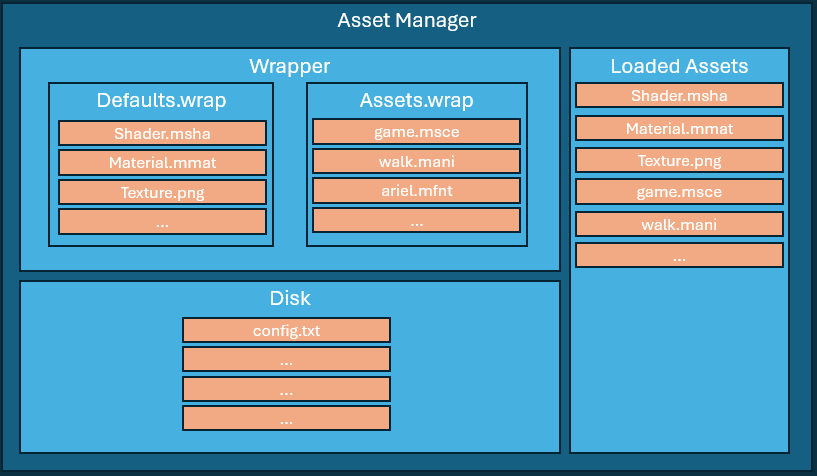 Asset Manager
Wrapper
Defaults.wrap
Shader.msha
Material.mmat
Texture.png
...
Assets.wrap
game.msce
walk.mani
ariel.mfnt
...
Disk
config.txt
...
...
...
Loaded Assets
Shader.msha
Material.mmat
Texture.png
game.msce
walk.mani
...